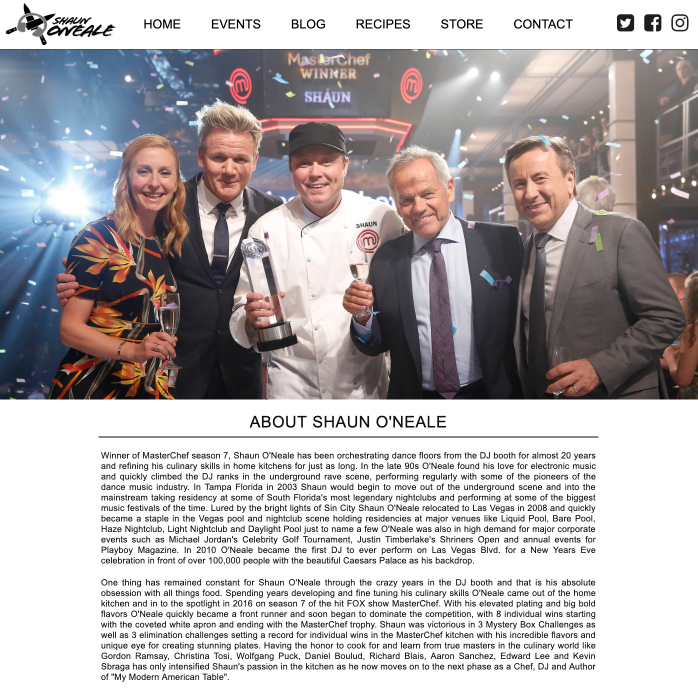 SHAUN
O'NEALE
HOME EVENTS BLOG RECIPES STORE CONTACT
MasterChef
WINNER
SHAUN
SHAUN
ABOUT SHAUN O'NEALE
Winner of MasterChef season 7, Shaun O'Neale has been orchestrating dance floors from the DJ booth for almost 20 years
and refining his culinary skills in home kitchens for just as long. In the late 90s O'Neale found his love for electronic music
and quickly climbed the DJ ranks in the underground rave scene, performing regularly with some of the pioneers of the
dance music industry. In Tampa Florida in 2003 Shaun would begin to move out of the underground scene and into the
mainstream taking residency at some of South Florida's most legendary nightclubs and performing at some of the biggest
music festivals of the time. Lured by the bright lights of Sin City Shaun O'Neale relocated to Las Vegas in 2008 and quickly
became a staple in the Vegas pool and nightclub scene holding residencies at major venues like Liquid Pool, Bare Pool,
Haze Nightclub, Light Nightclub and Daylight Pool just to name a few O'Neale was also in high demand for major corporate
events such as Michael Jordan's Celebrity Golf Tournament, Justin Timberlake's Shriners Open and annual events for
Playboy Magazine. In 2010 O'Neale became the first DJ to ever perform on Las Vegas Blvd. for a New Years Eve
celebration in front of over 100,000 people with the beautiful Caesars Palace as his backdrop.
One thing has remained constant for Shaun O'Neale through the crazy years in the DJ booth and that is his absolute
obsession with all things food. Spending years developing and fine tuning his culinary skills O'Neale came out of the home
kitchen and in to the spotlight in 2016 on season 7 of the hit FOX show MasterChef. With his elevated plating and big bold
flavors O'Neale quickly became a front runner and soon began to dominate the competition, with 8 individual wins starting
with the coveted white apron and ending with the MasterChef trophy. Shaun was victorious in 3 Mystery Box Challenges as
well as 3 elimination challenges setting a record for individual wins in the MasterChef kitchen with his incredible flavors and
unique eye for creating stunning plates. Having the honor to cook for and learn from true masters in the culinary world like
Gordon Ramsay, Christina Tosi, Wolfgang Puck, Daniel Boulud, Richard Blais, Aaron Sanchez, Edward Lee and Kevin
Sbraga has only intensified Shaun's passion in the kitchen as he now moves on to the next phase as a Chef, DJ and Author
of "My Modern American Table".